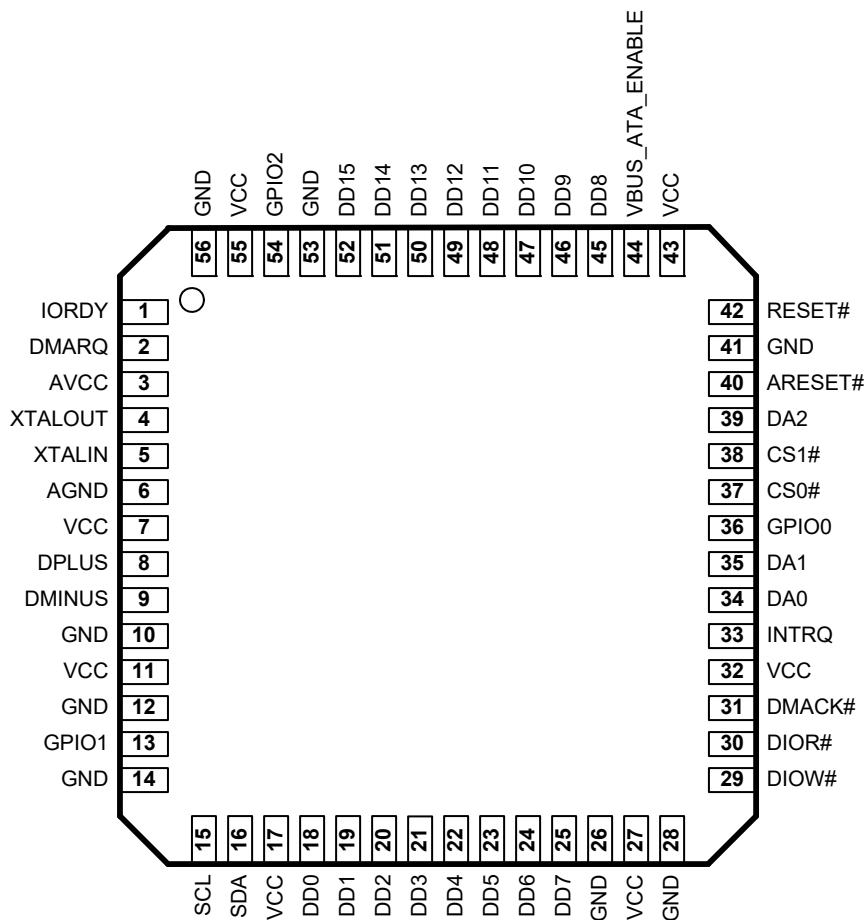 GND VCC GPIO2 GND DD15 DD14 DD13 DD12 DD11 DD10 DD9 DD8 VBUS_ATA_ENABLE VCC
56 55 54 53 52 51 50 49 48 47 46 45 44 43
IORDY 1
DMARQ 2
AVCC 3
XTALOUT 4
XTALIN 5
AGND 6
VCC 7
DPLUS 8
DMINUS 9
GND 10
VCC 11
GND 12
GPIO1 13
GND 14
42 RESET#
41 GND
40 ARESET#
39 DA2
38 CS1#
37 CS0#
36 GPIO0
35 DA1
34 DA0
33 INTRQ
32 VCC
31 DMACK#
30 DIOR#
29 DIOW#
15 16 17 18 19 20 21 22 23 24 25 26 27 28
SCL SDA VCC DD0 DD1 DD2 DD3 DD4 DD5 DD6 DD7 GND VCC GND